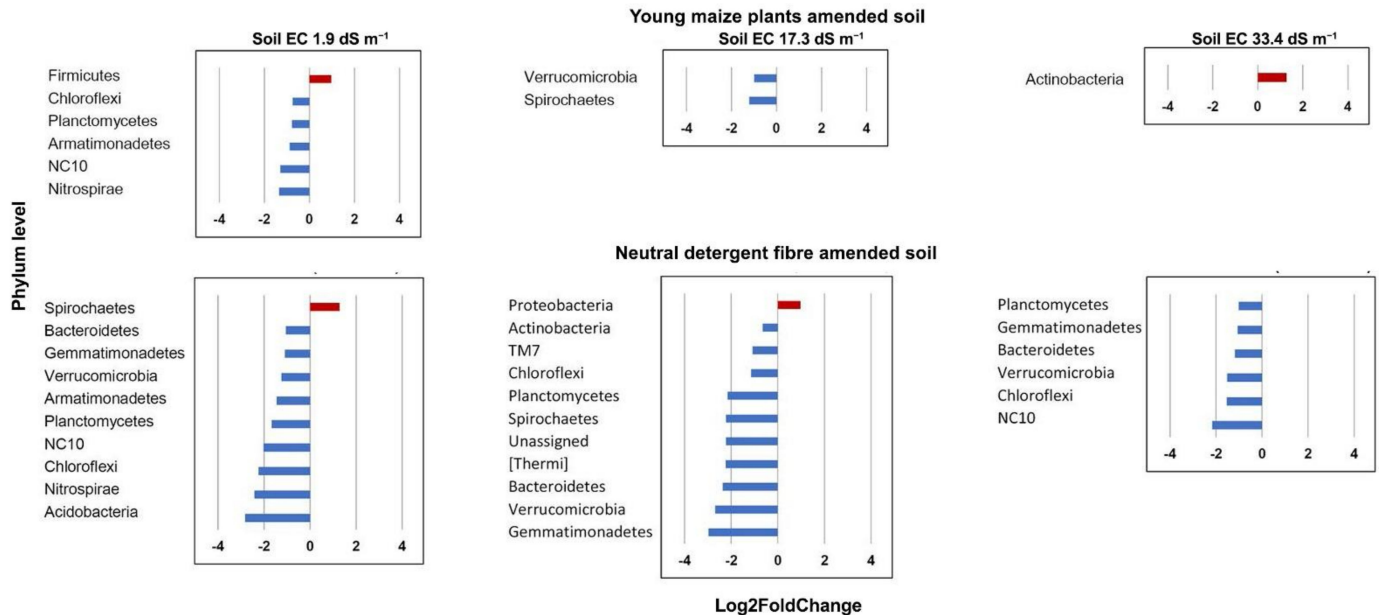 Young maize plants amended soil
Soil EC 1.9 dS m⁻¹
Soil EC 17.3 dS m⁻¹
Soil EC 33.4 dS m⁻¹
Phylum level
Firmicutes
Chloroflexi
Planctomycetes
Armatimonadetes
NC10
Nitrospirae
-4 -2 0 2 4
Verrucomicrobia
Spirochaetes
-4 -2 0 2 4
Actinobacteria
-4 -2 0 2 4
Neutral detergent fibre amended soil
Spirochaetes
Bacteroidetes
Gemmatimonadetes
Verrucomicrobia
Armatimonadetes
Planctomycetes
NC10
Chloroflexi
Nitrospirae
Acidobacteria
-4 -2 0 2 4
Proteobacteria
Actinobacteria
TM7
Chloroflexi
Planctomycetes
Spirochaetes
Unassigned
[Thermi]
Bacteroidetes
Verrucomicrobia
Gemmatimonadetes
-4 -2 0 2 4
Planctomycetes
Gemmatimonadetes
Bacteroidetes
Verrucomicrobia
Chloroflexi
NC10
-4 -2 0 2 4
Log2FoldChange